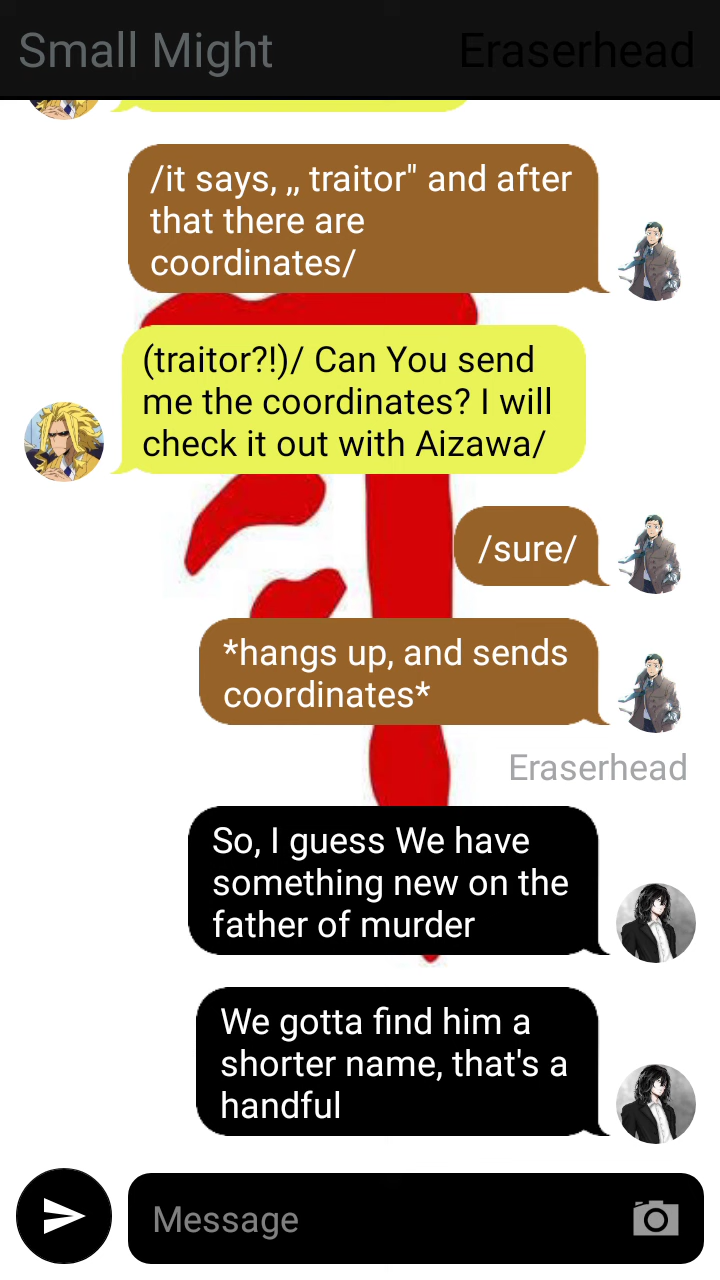 Small Might Eraserhead
/it says, ,, traitor" and after
that there are
coordinates/
(traitor?!)/ Can You send
me the coordinates? I will
check it out with Aizawa/
/sure/
*hangs up, and sends
coordinates*
Eraserhead
So, I guess We have
something new on the
father of murder
We gotta find him a
shorter name, that's a
handful
Message